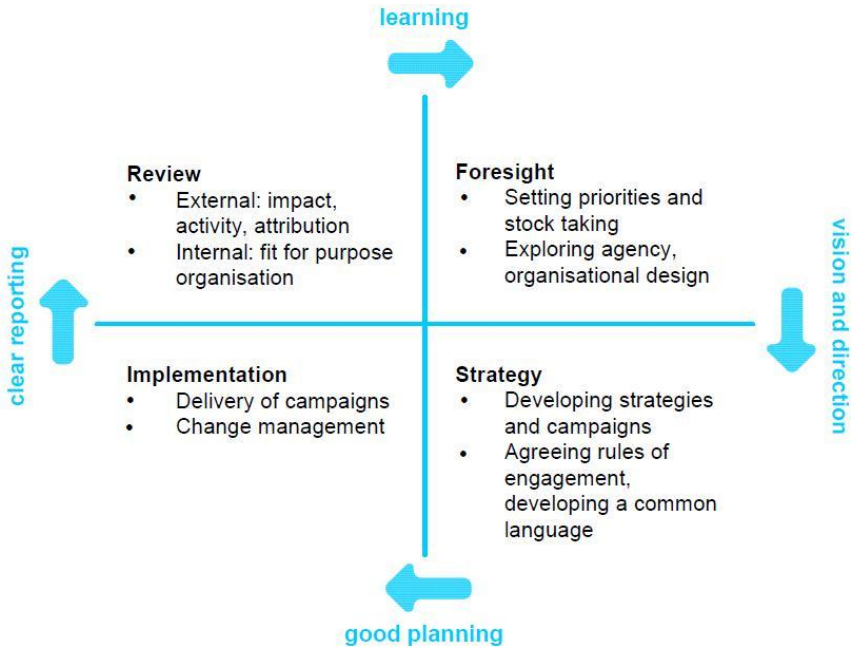 learning
Review
• External: impact,
activity, attribution
• Internal: fit for purpose
organisation
Foresight
• Setting priorities and
stock taking
• Exploring agency,
organisational design
clear reporting
vision and direction
Implementation
• Delivery of campaigns
• Change management
Strategy
• Developing strategies
and campaigns
• Agreeing rules of
engagement,
developing a common
language
good planning